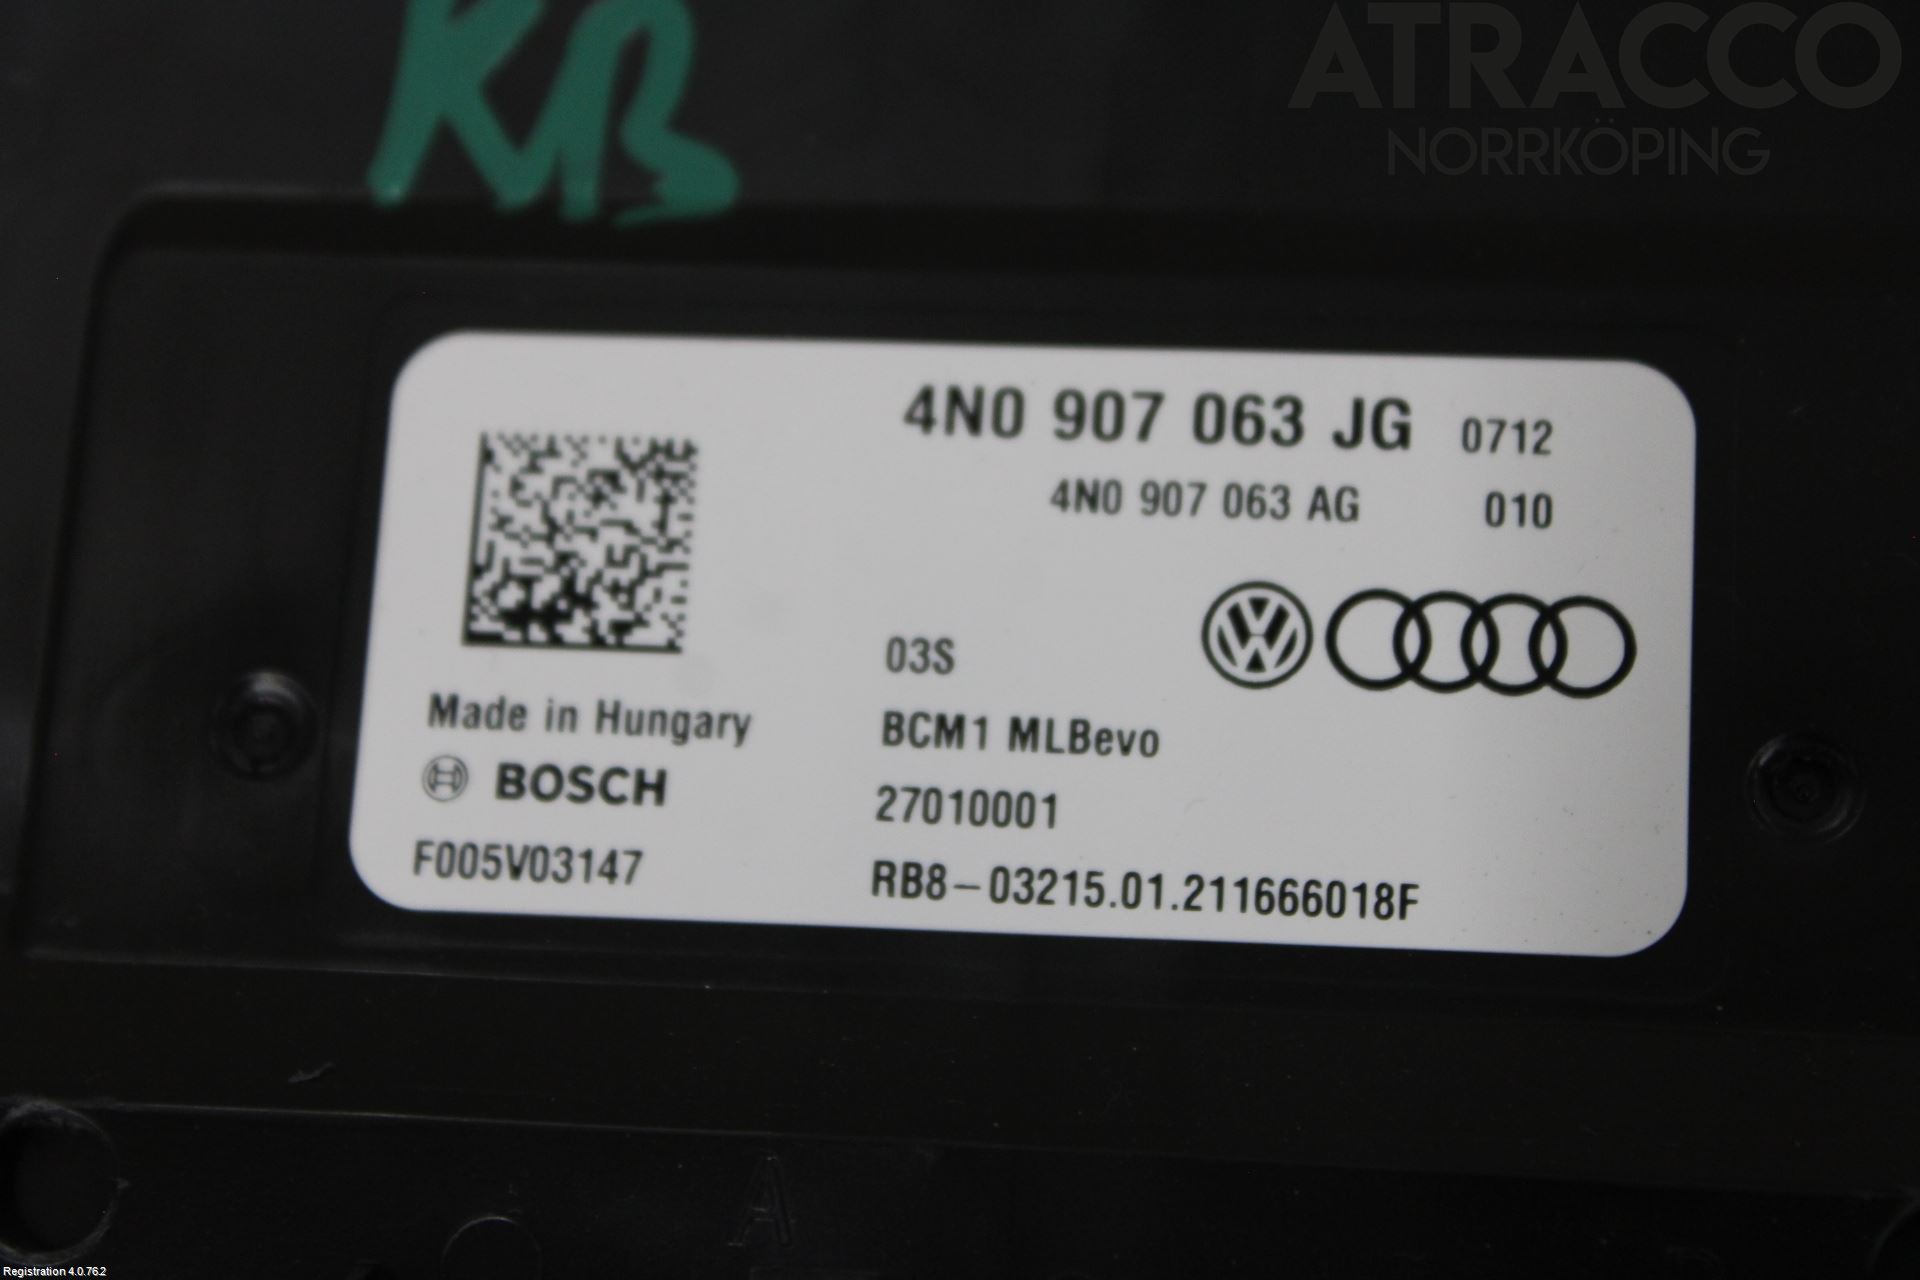 KB
ATRACCO
NORRKÖPING
4N0 907 063 JG 0712
4N0 907 063 AG 010
03S
Made in Hungary
BCM1 MLBevo
BOSCH
27010001
F005V03147
RB8-03215.01.211666018F
A
Registration 4.0.76.2